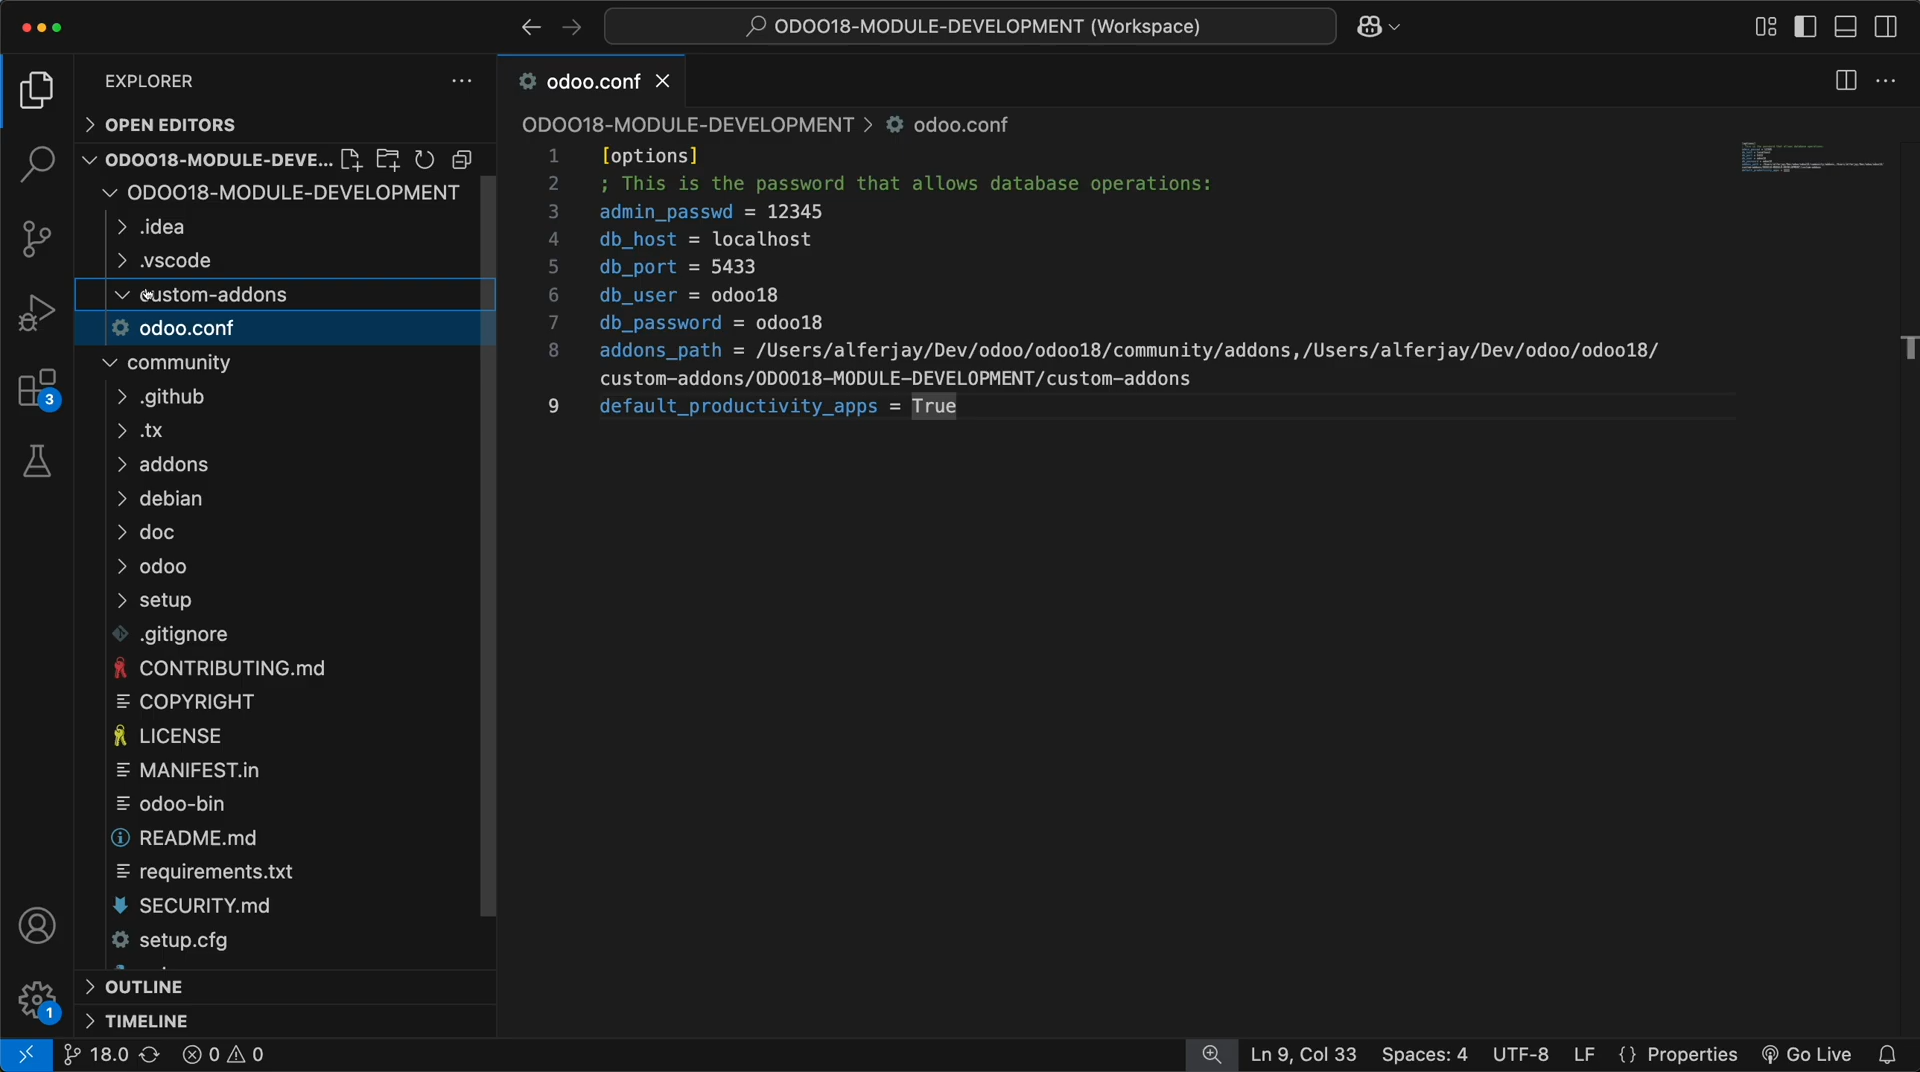 ODOO18-MODULE-DEVELOPMENT (Workspace)
EXPLORER
OPEN EDITORS
ODOO18-MODULE-DEVE...
ODOO18-MODULE-DEVELOPMENT
.idea
.vscode
custom-addons
odoo.conf
community
.github
.tx
addons
debian
doc
odoo
setup
.gitignore
CONTRIBUTING.md
COPYRIGHT
LICENSE
MANIFEST.in
odoo-bin
README.md
requirements.txt
SECURITY.md
setup.cfg
OUTLINE
TIMELINE
3
1
odoo.conf
ODOO18-MODULE-DEVELOPMENT > odoo.conf
1 [options]
2 ; This is the password that allows database operations:
3 admin_passwd = 12345
4 db_host = localhost
5 db_port = 5433
6 db_user = odoo18
7 db_password = odoo18
8 addons_path = /Users/alferjay/Dev/odoo/odoo18/community/addons,/Users/alferjay/Dev/odoo/odoo18/
custom-addons/ODOO18-MODULE-DEVELOPMENT/custom-addons
9 default_productivity_apps = True
18.0 0 0 Ln 9, Col 33 Spaces: 4 UTF-8 LF {} Properties Go Live